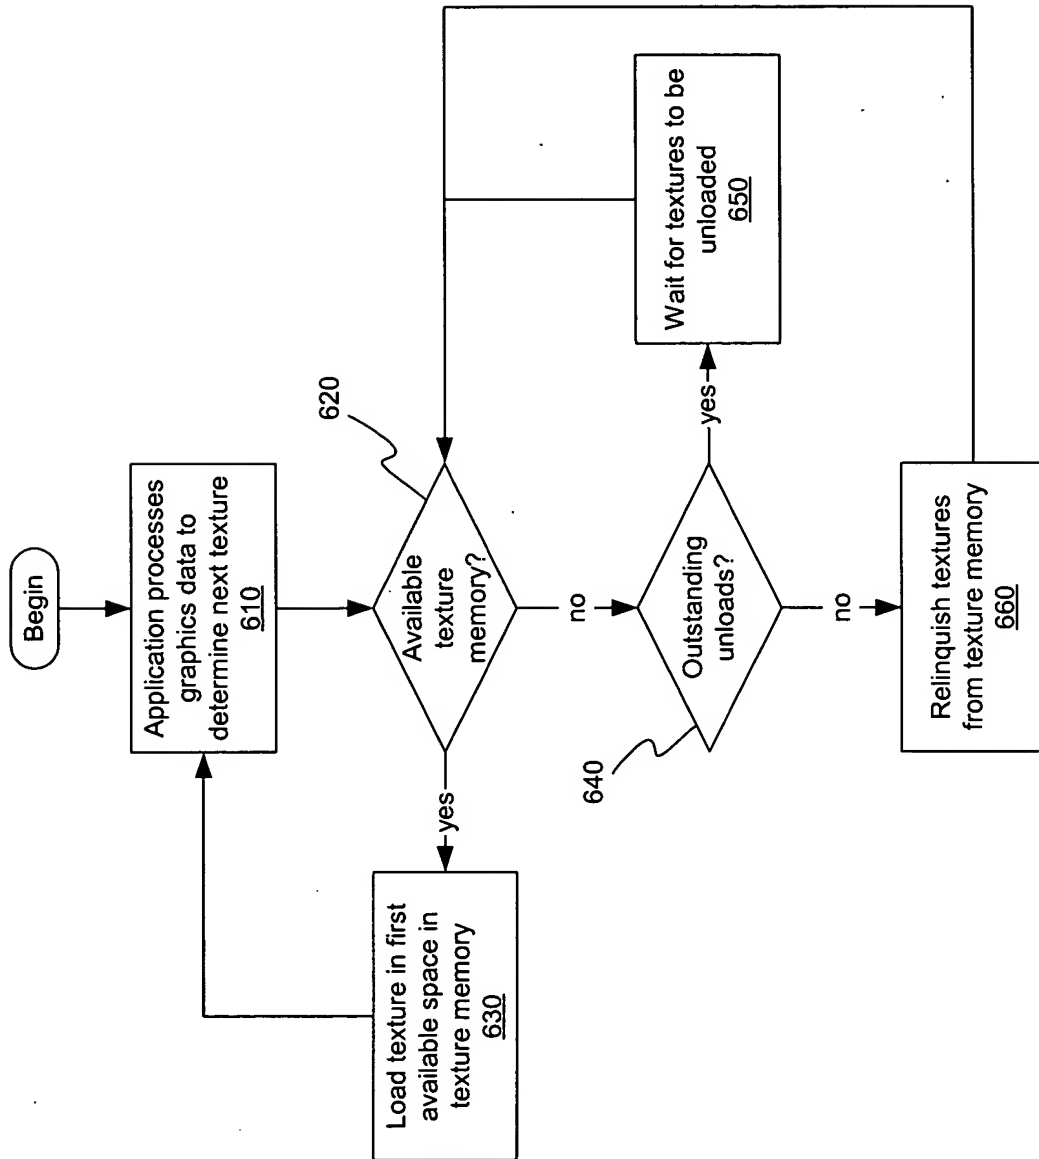 Begin
Application processes
graphics data to
determine next texture
610
620
Available
texture
memory?
yes
Load texture in first
available space in
texture memory
630
no
640
Outstanding
unloads?
yes
Wait for textures to be
unloaded
650
no
Relinquish textures
from texture memory
660